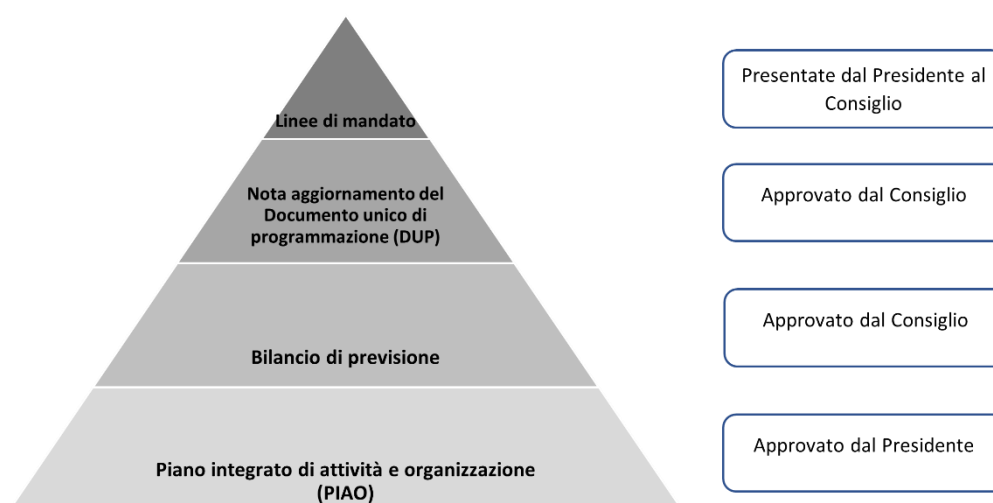 Presentate dal Presidente al
Consiglio
Linee di mandato
Nota aggiornamento del
Documento unico di
programmazione (DUP)
Approvato dal Consiglio
Bilancio di previsione
Approvato dal Consiglio
Piano integrato di attività e organizzazione
(PIAO)
Approvato dal Presidente